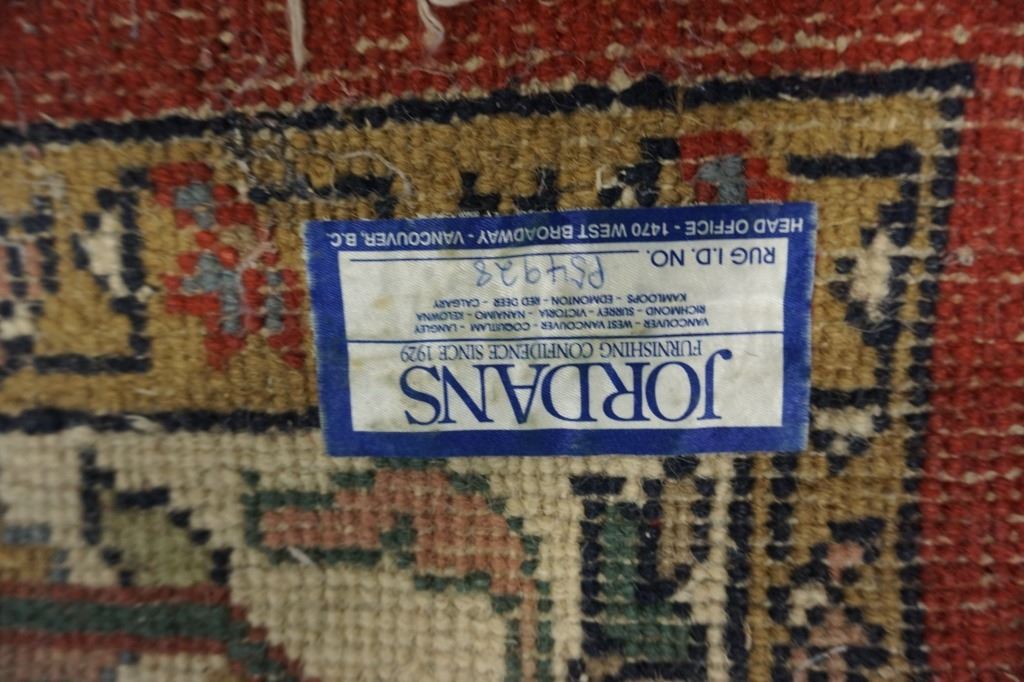 JORDANS
FURNISHING CONFIDENCE SINCE 1929
VANCOUVER - WEST VANCOUVER - COQUITLAM - LANGLEY
RICHMOND - SURREY - VICTORIA - NANAIMO - KELOWNA
KAMLOOPS - EDMONTON - RED DEER - CALGARY
RUG I.D. NO. PS4928
HEAD OFFICE - 1470 WEST BROADWAY - VANCOUVER, B.C.